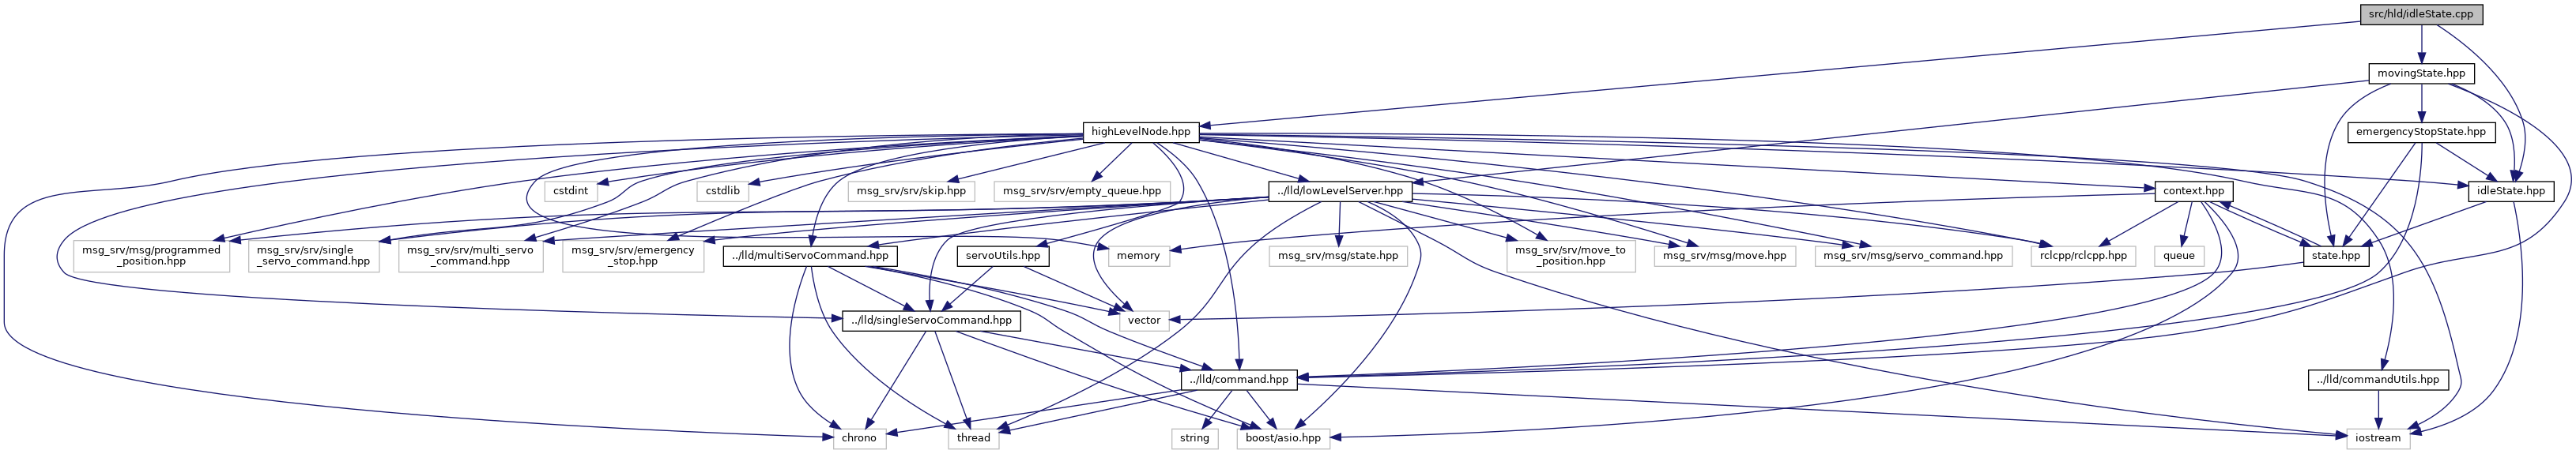 src/hld/idleState.cpp
movingState.hpp
highLevelNode.hpp
emergencyStopState.hpp
cstdint
cstdlib
msg_srv/srv/skip.hpp
msg_srv/srv/empty_queue.hpp
../lld/lowLevelServer.hpp
context.hpp
idleState.hpp
msg_srv/msg/programmed
_position.hpp
msg_srv/srv/single
_servo_command.hpp
msg_srv/srv/multi_servo
_command.hpp
msg_srv/srv/emergency
_stop.hpp
../lld/multiServoCommand.hpp
servoUtils.hpp
memory
msg_srv/msg/state.hpp
msg_srv/srv/move_to
_position.hpp
msg_srv/msg/move.hpp
msg_srv/msg/servo_command.hpp
rclcpp/rclcpp.hpp
queue
state.hpp
../lld/singleServoCommand.hpp
vector
../lld/command.hpp
../lld/commandUtils.hpp
chrono
thread
string
boost/asio.hpp
iostream